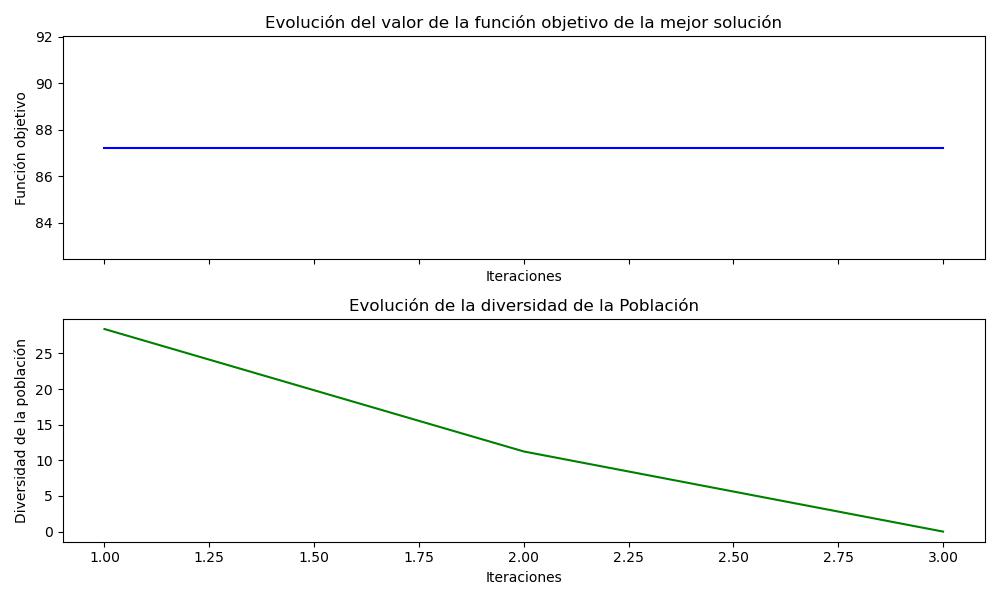 Evolución del valor de la función objetivo de la mejor solución
92
90
88
86
84
Función objetivo
Iteraciones
Evolución de la diversidad de la Población
25
20
15
10
5
0
Diversidad de la población
1.00 1.25 1.50 1.75 2.00 2.25 2.50 2.75 3.00
Iteraciones